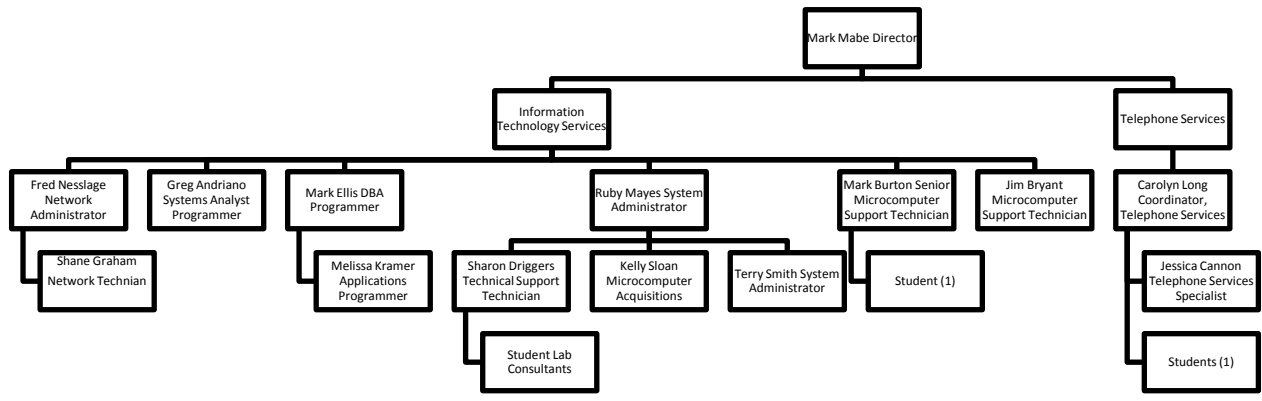 Mark Mabe Director
Information
Technology Services
Telephone Services
Fred Nesslage
Network
Administrator
Greg Andriano
Systems Analyst
Programmer
Mark Ellis DBA
Programmer
Ruby Mayes System
Administrator
Mark Burton Senior
Microcomputer
Support Technician
Jim Bryant
Microcomputer
Support Technician
Carolyn Long
Coordinator,
Telephone Services
Shane Graham
Network Technian
Melissa Kramer
Applications
Programmer
Sharon Driggers
Technical Support
Technician
Kelly Sloan
Microcomputer
Acquisitions
Terry Smith System
Administrator
Student (1)
Jessica Cannon
Telephone Services
Specialist
Student Lab
Consultants
Students (1)